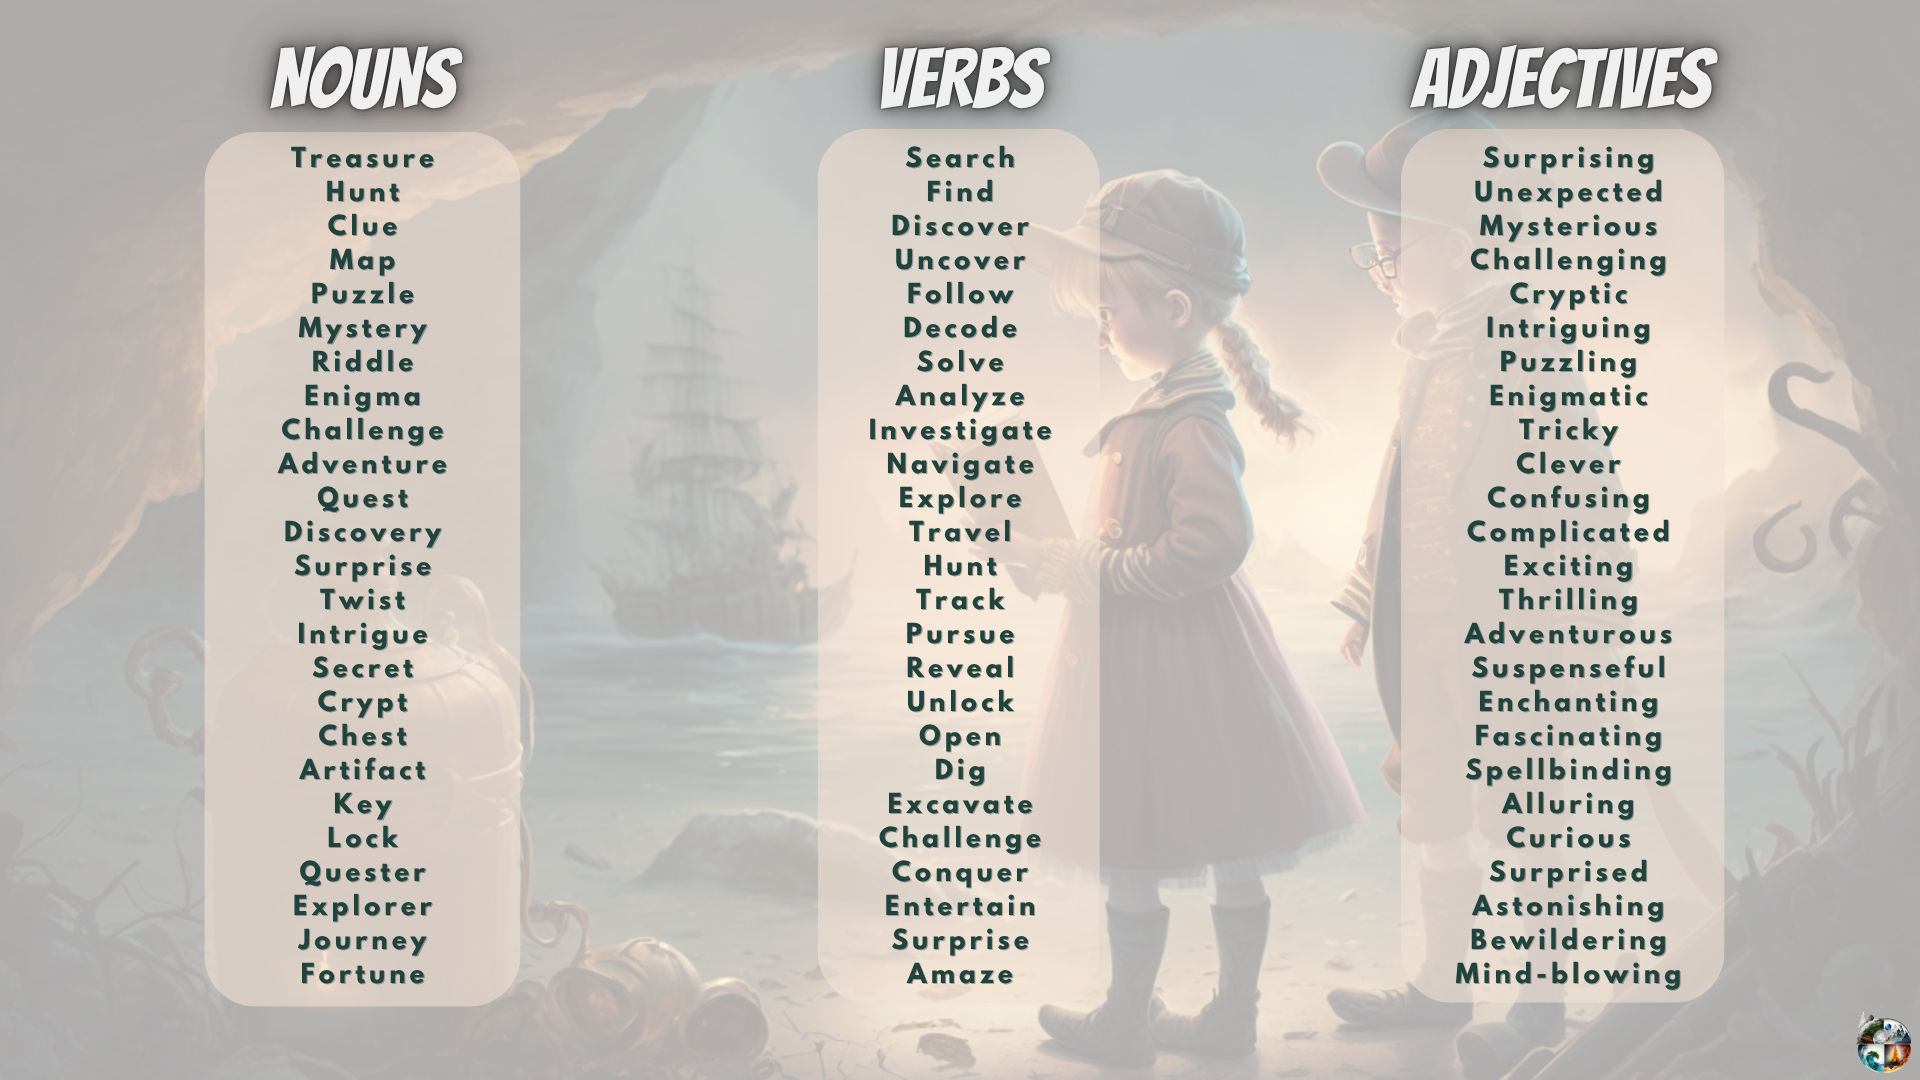 NOUNS
Treasure
Hunt
Clue
Map
Puzzle
Mystery
Riddle
Enigma
Challenge
Adventure
Quest
Discovery
Surprise
Twist
Intrigue
Secret
Crypt
Chest
Artifact
Key
Lock
Quester
Explorer
Journey
Fortune
VERBS
Search
Find
Discover
Uncover
Follow
Decode
Solve
Analyze
Investigate
Navigate
Explore
Travel
Hunt
Track
Pursue
Reveal
Unlock
Open
Dig
Excavate
Challenge
Conquer
Entertain
Surprise
Amaze
ADJECTIVES
Surprising
Unexpected
Mysterious
Challenging
Cryptic
Intriguing
Puzzling
Enigmatic
Tricky
Clever
Confusing
Complicated
Exciting
Thrilling
Adventurous
Suspenseful
Enchanting
Fascinating
Spellbinding
Alluring
Curious
Surprised
Astonishing
Bewildering
Mind-blowing